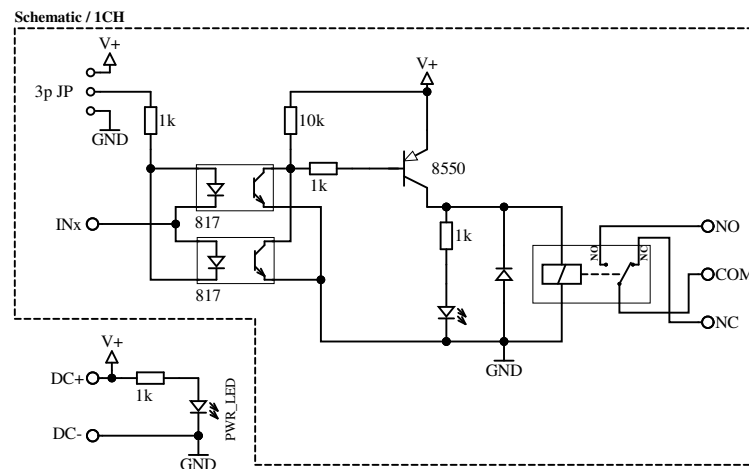 Schematic / 1CH
V+
3p JP
GND
1k
10k
V+
1k
8550
817
INx
817
1k
NO
NC
NO
COM
NC
GND
V+
DC+
1k
PWR_LED
DC-
GND